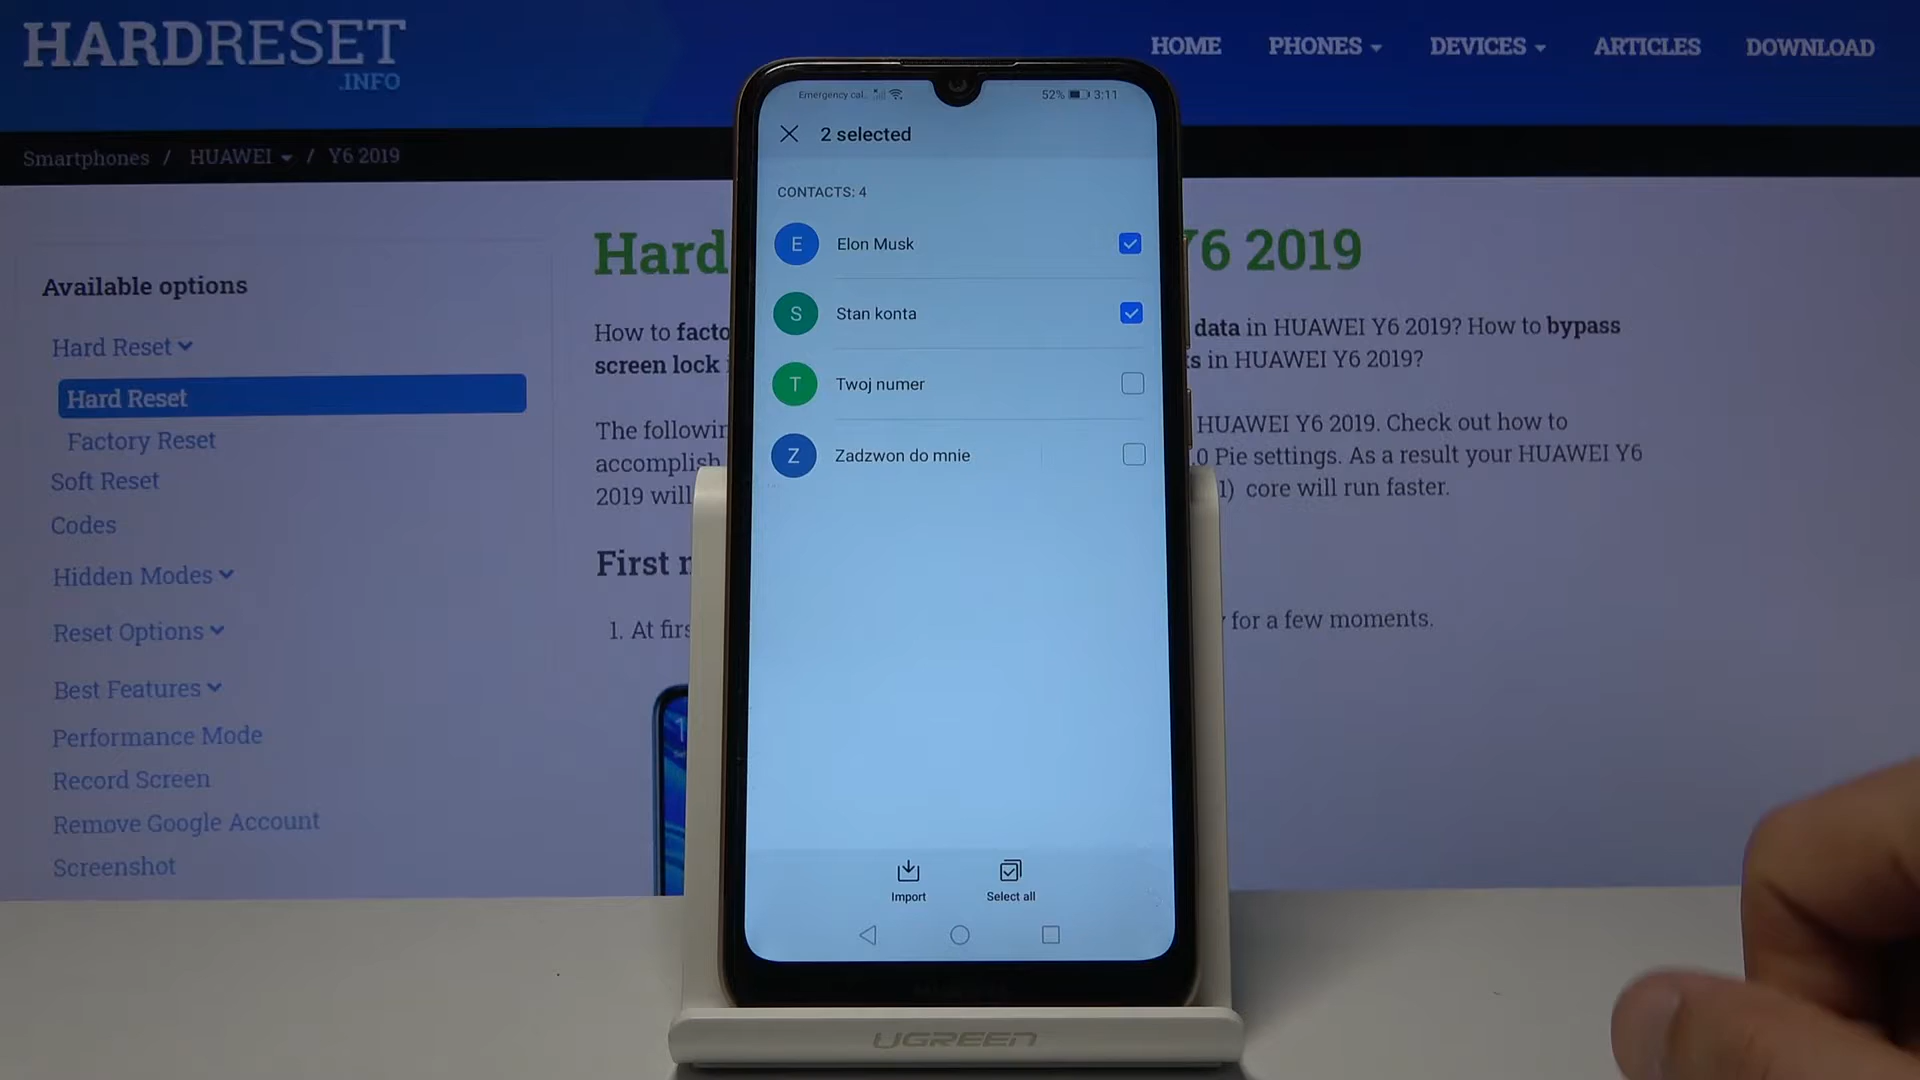 HARDRESET
.INFO
HOME PHONES DEVICES ARTICLES DOWNLOAD
Smartphones / HUAWEI / Y6 2019
Available options
Hard Reset
Hard Reset
Factory Reset
Soft Reset
Codes
Hidden Modes
Reset Options
Best Features
Performance Mode
Record Screen
Remove Google Account
Screenshot
Hard Y6 2019
How to facto data in HUAWEI Y6 2019? How to bypass
screen lock s in HUAWEI Y6 2019?
The followin HUAWEI Y6 2019. Check out how to
accomplish .0 Pie settings. As a result your HUAWEI Y6
2019 will 1) core will run faster.
First
1. At firs for a few moments.
Emergency cal. 52% 3:11
2 selected
CONTACTS: 4
E Elon Musk
S Stan konta
T Twoj numer
Z Zadzwon do mnie
Import Select all
UGREEN